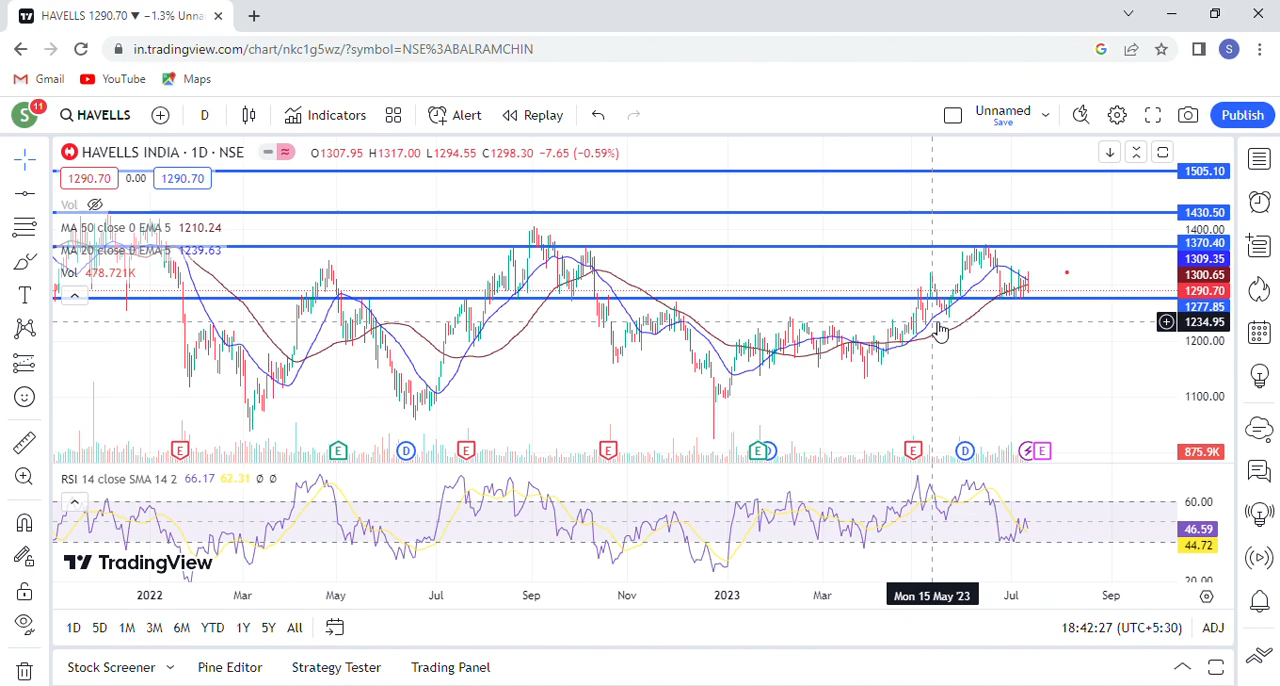 HAVELLS 1290.70 ▼ −1.3% Unna
in.tradingview.com/chart/nkc1g5wz/?symbol=NSE%3ABALRAMCHIN
S
Gmail YouTube Maps
S 11 HAVELLS D Indicators Alert Replay Unnamed Save Publish
HAVELLS INDIA · 1D · NSE O1307.95 H1317.00 L1294.55 C1298.30 −7.65 (−0.59%)
1505.10
1290.70 0.00 1290.70
Vol
1430.50
MA 50 close 0 EMA 5 1210.24
1400.00
1370.40
MA 20 close 0 EMA 5 1239.63
1309.35
Vol 478.721K
1300.65
1290.70
1277.85
1234.95
1200.00
1100.00
E E D E E E D E D E
875.9K
RSI 14 close SMA 14 2 66.17 62.31 Ø Ø
60.00
46.59
44.72
TradingView
20.00
2022 Mar May Jul Sep Nov 2023 Mar Mon 15 May '23 Jul Sep
1D 5D 1M 3M 6M YTD 1Y 5Y All 18:42:27 (UTC+5:30) ADJ
Stock Screener Pine Editor Strategy Tester Trading Panel